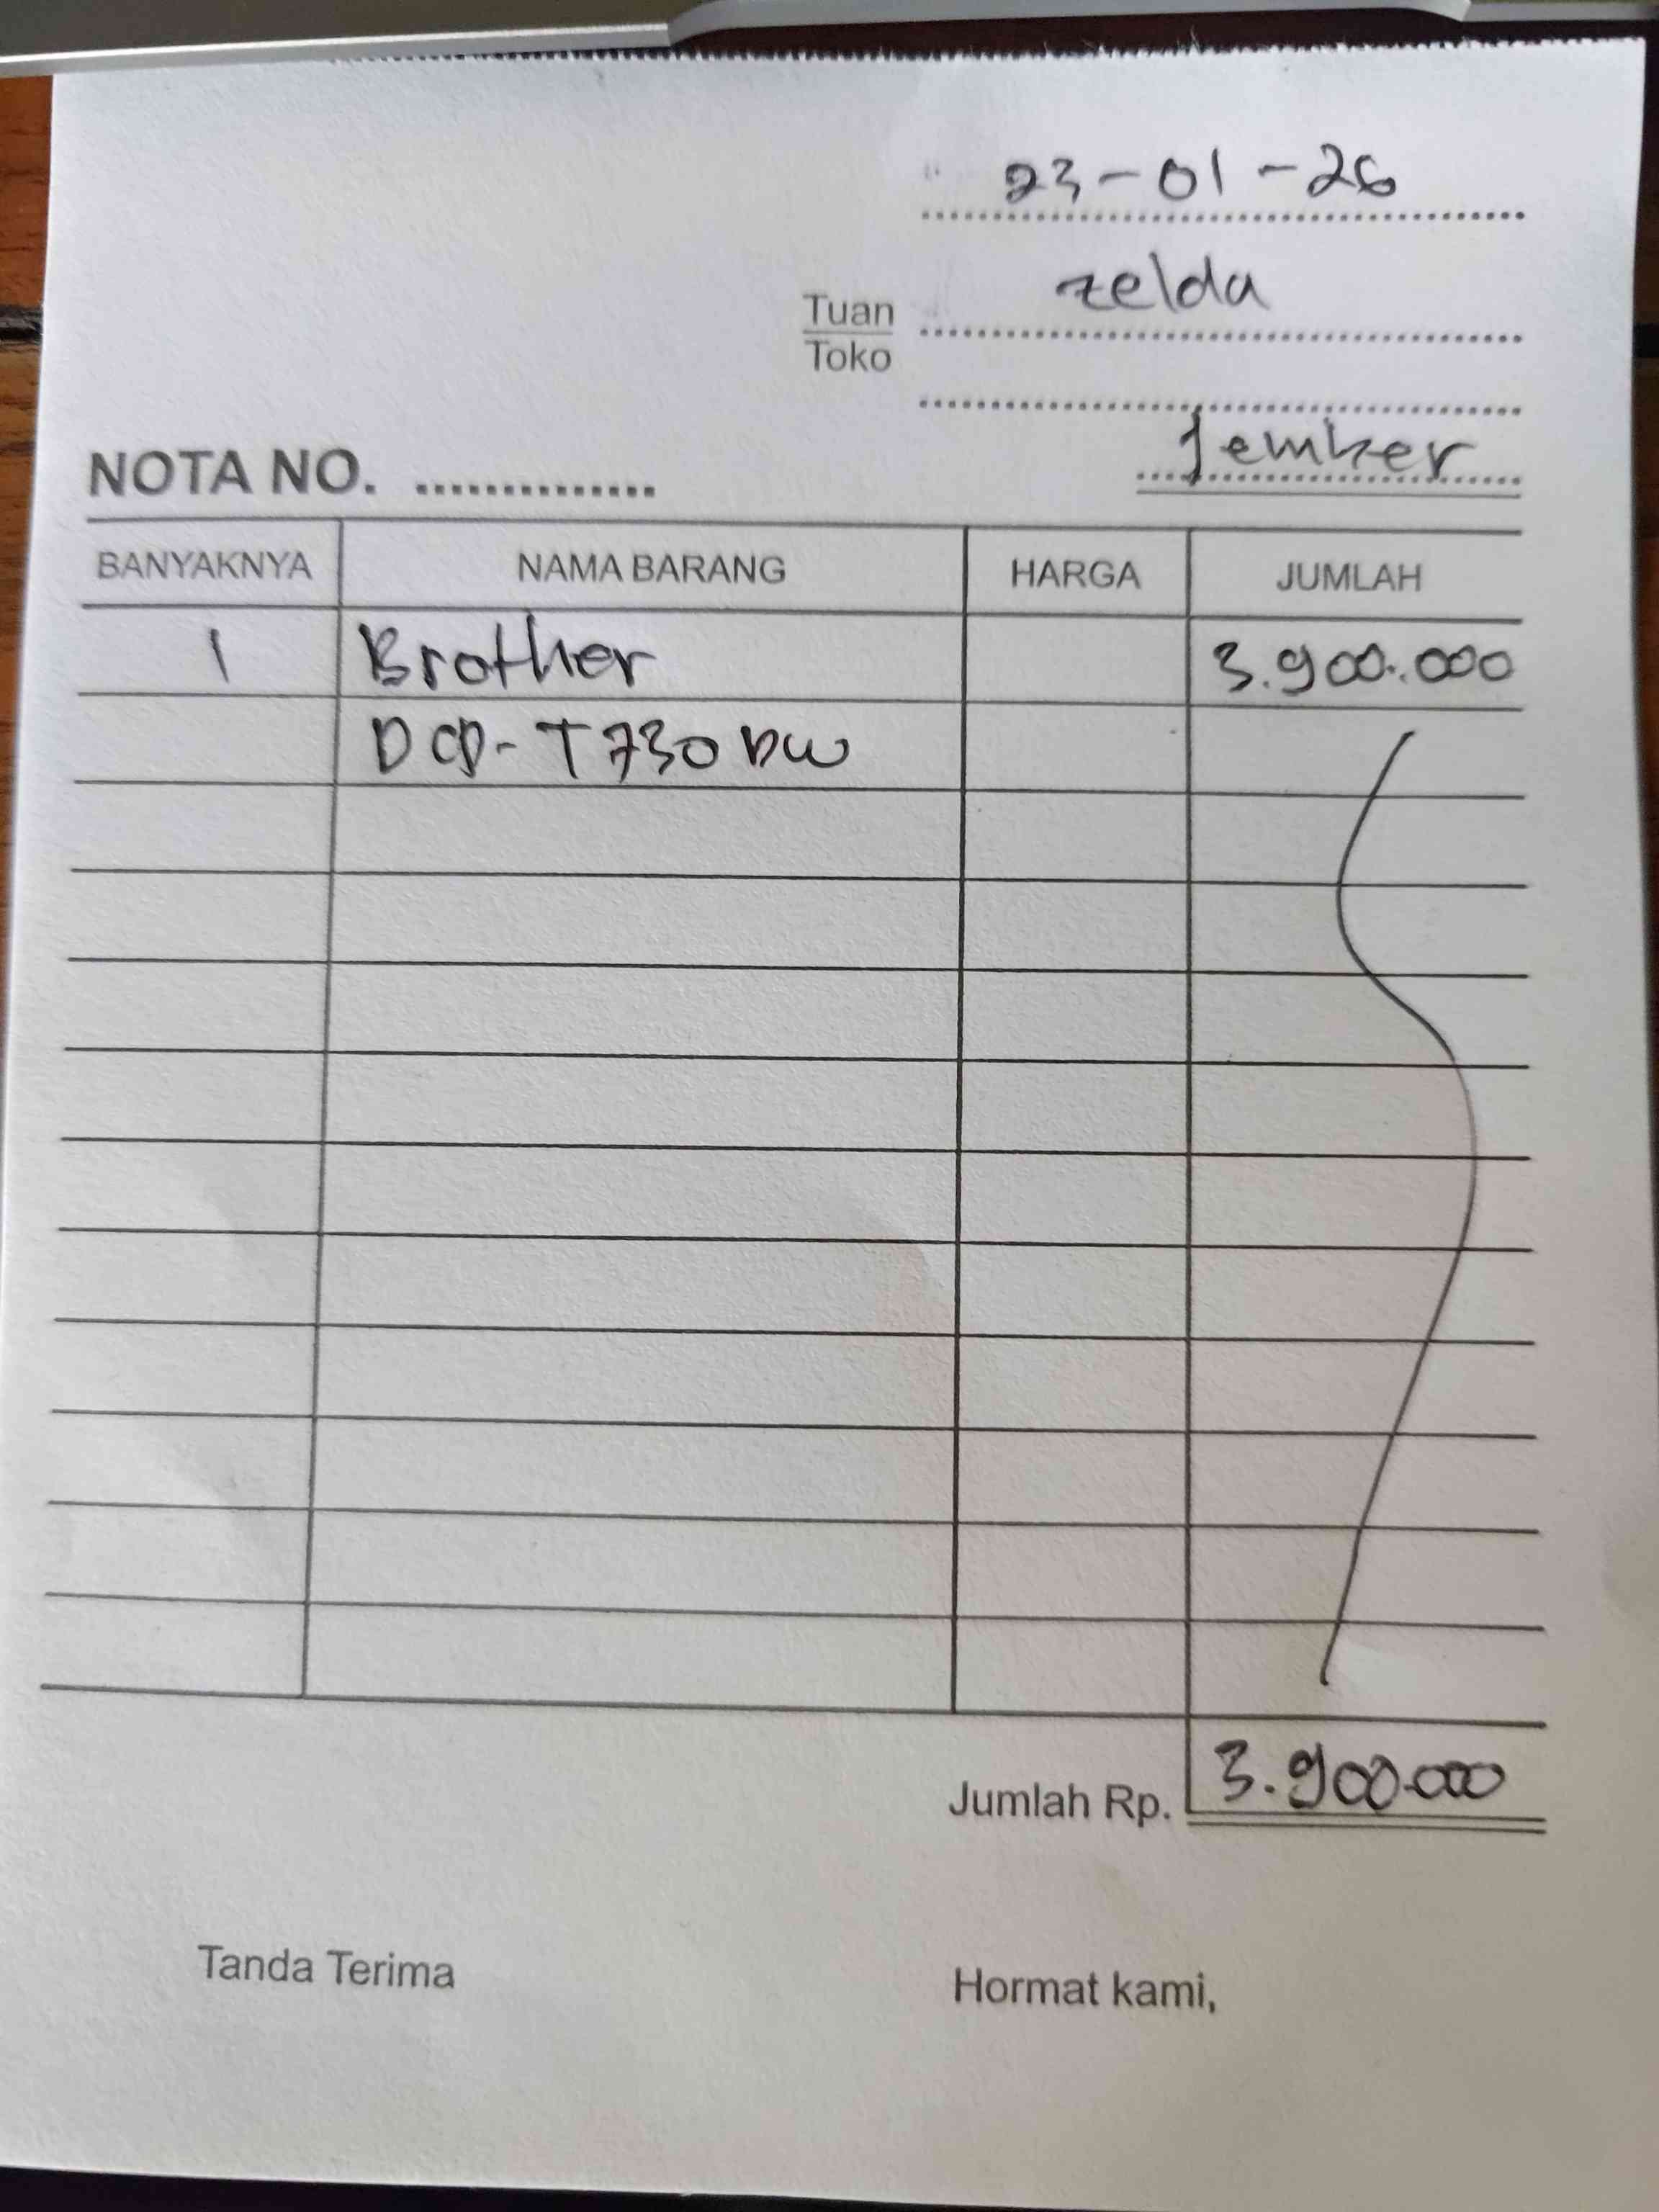 23-01-26
Tuan
Toko
zelda
Jember
NOTA NO. ..............
BANYAKNYA NAMA BARANG HARGA JUMLAH
1 Brother 3.900.000
DCP-T730DW
Jumlah Rp. 3.900.000
Tanda Terima Hormat kami,